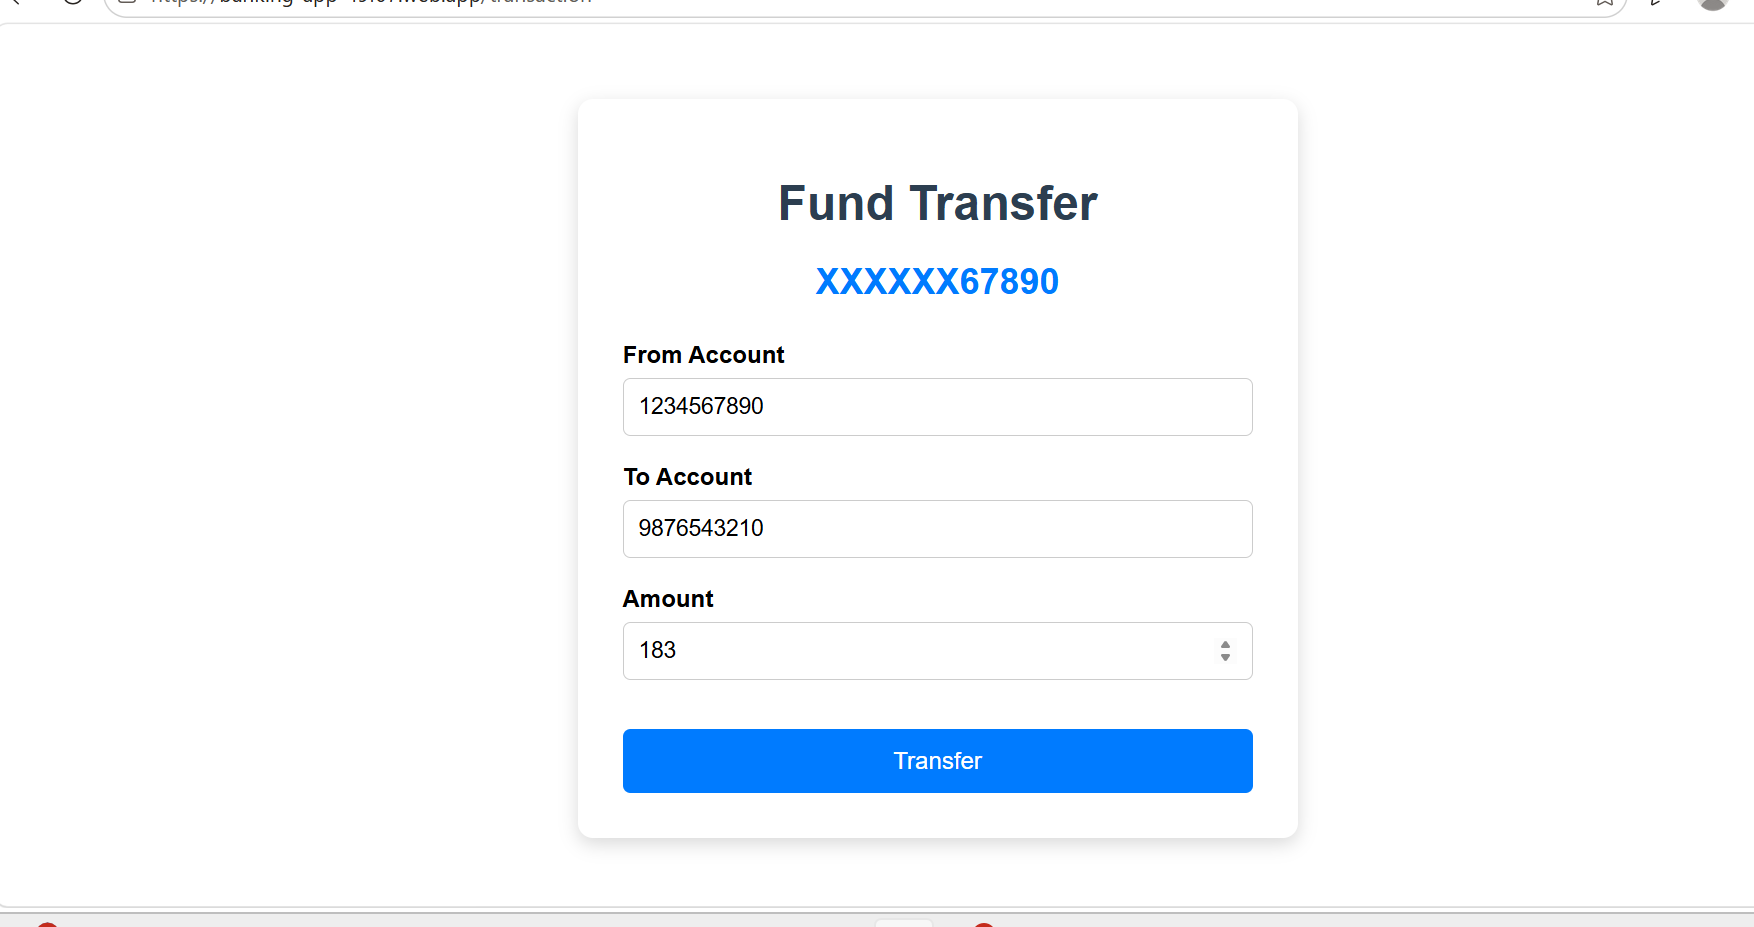 Fund Transfer
XXXXXX67890
From Account
1234567890
To Account
9876543210
Amount
183
Transfer